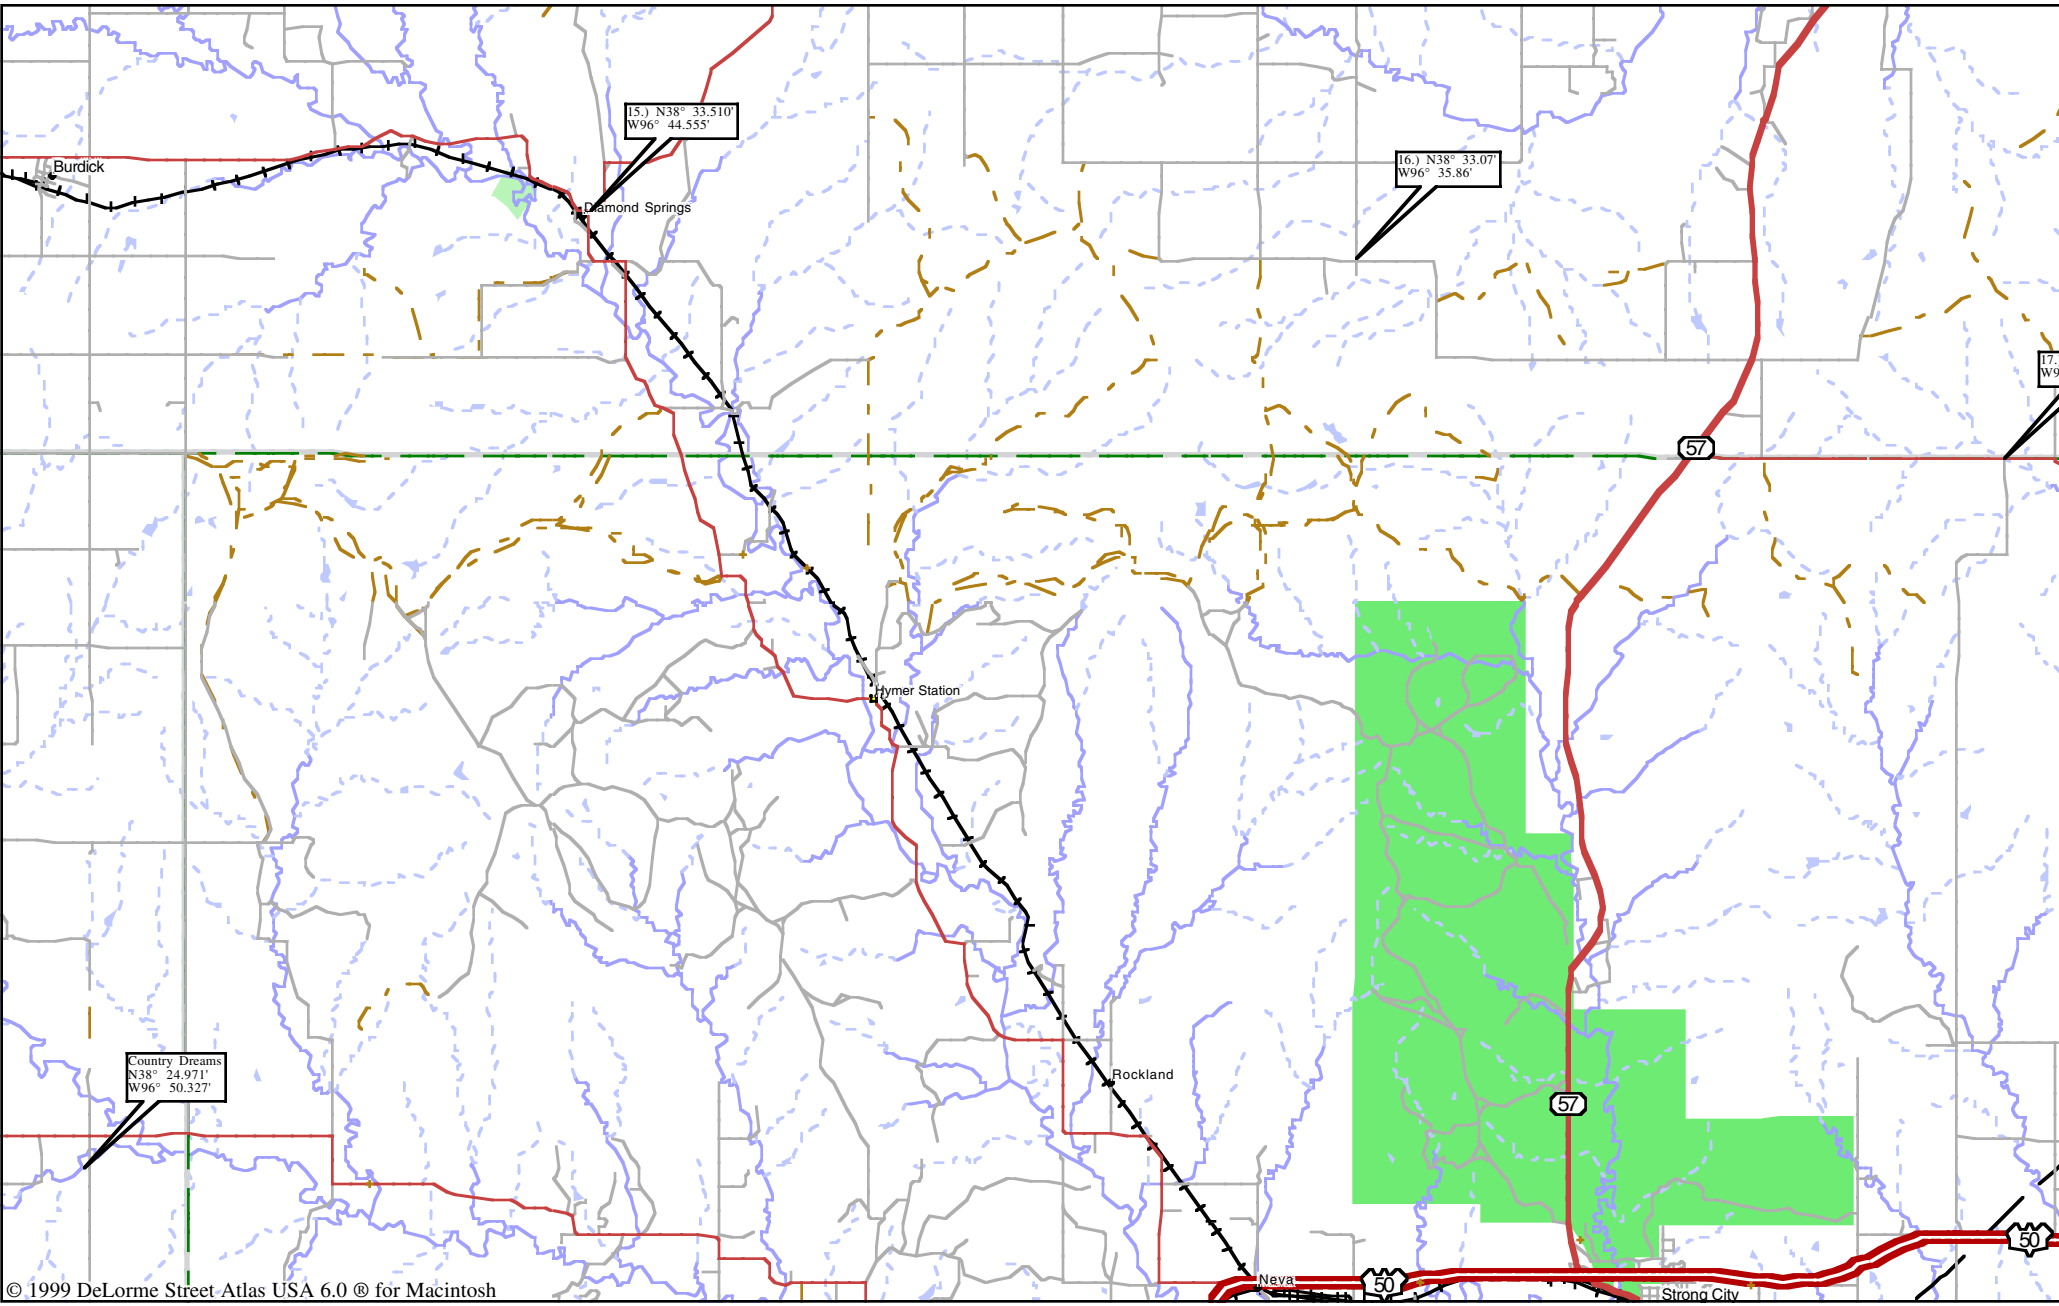 15.) N38° 33.510'
W96° 44.555'
16.) N38° 33.07'
W96° 35.86'
Burdick
Diamond Springs
17.
W9
57
Hymer Station
Country Dreams
N38° 24.971'
W96° 50.327'
Rockland
57
50
Neva
50
Strong City
© 1999 DeLorme Street Atlas USA 6.0 ® for Macintosh